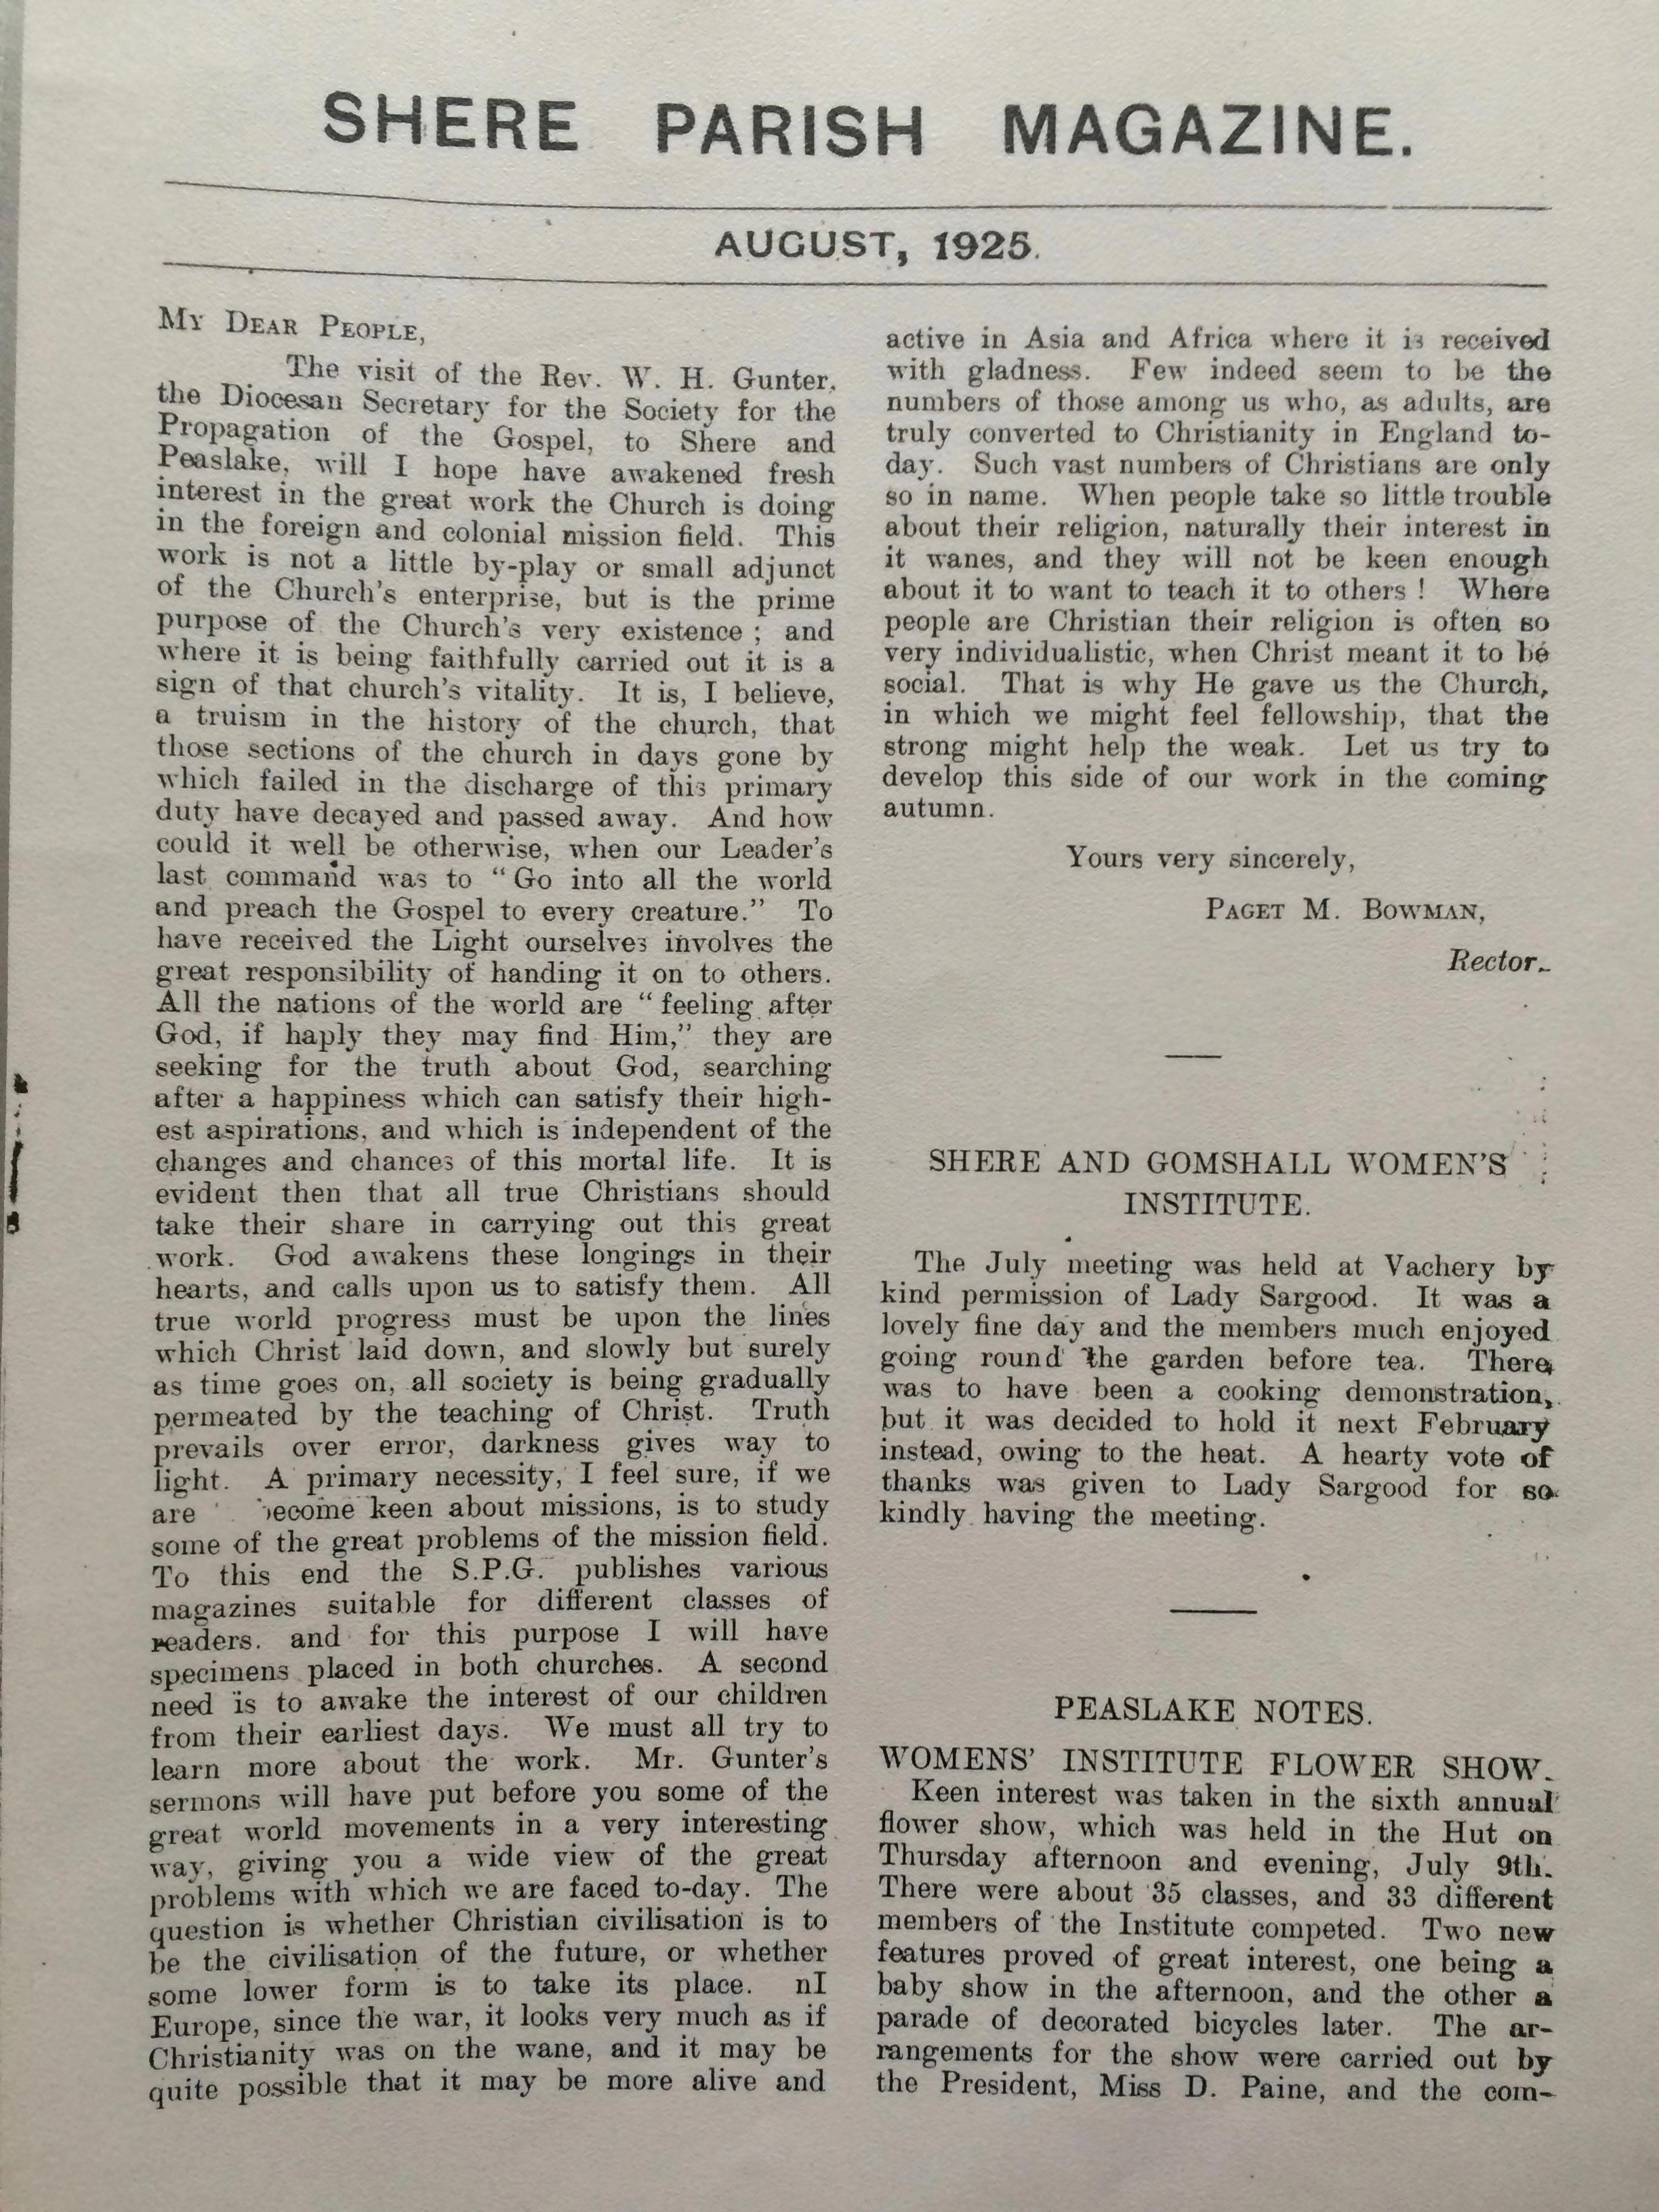 SHERE PARISH MAGAZINE.
AUGUST, 1925.
MY DEAR PEOPLE,
The visit of the Rev. W. H. Gunter,
the Diocesan Secretary for the Society for the
Propagation of the Gospel, to Shere and
Peaslake, will I hope have awakened fresh
interest in the great work the Church is doing
in the foreign and colonial mission field. This
work is not a little by-play or small adjunct
of the Church's enterprise, but is the prime
purpose of the Church's very existence ; and
where it is being faithfully carried out it is a
sign of that church's vitality. It is, I believe,
a truism in the history of the church, that
those sections of the church in days gone by
which failed in the discharge of this primary
duty have decayed and passed away. And how
could it well be otherwise, when our Leader's
last command was to "Go into all the world
and preach the Gospel to every creature." To
have received the Light ourselves involves the
great responsibility of handing it on to others.
All the nations of the world are "feeling after
God, if haply they may find Him," they are
seeking for the truth about God, searching
after a happiness which can satisfy their high-
est aspirations, and which is independent of the
changes and chances of this mortal life. It is
evident then that all true Christians should
take their share in carrying out this great
work. God awakens these longings in their
hearts, and calls upon us to satisfy them. All
true world progress must be upon the lines
which Christ laid down, and slowly but surely
as time goes on, all society is being gradually
permeated by the teaching of Christ. Truth
prevails over error, darkness gives way to
light. A primary necessity, I feel sure, if we
are ecome keen about missions, is to study
some of the great problems of the mission field.
To this end the S.P.G. publishes various
magazines suitable for different classes of
readers. and for this purpose I will have
specimens placed in both churches. A second
need is to awake the interest of our children
from their earliest days. We must all try to
learn more about the work. Mr. Gunter's
sermons will have put before you some of the
great world movements in a very interesting
way, giving you a wide view of the great
problems with which we are faced to-day. The
question is whether Christian civilisation is to
be the civilisation of the future, or whether
some lower form is to take its place. nI
Europe, since the war, it looks very much as if
Christianity was on the wane, and it may be
quite possible that it may be more alive and
active in Asia and Africa where it is received
with gladness. Few indeed seem to be the
numbers of those among us who, as adults, are
truly converted to Christianity in England to-
day. Such vast numbers of Christians are only
so in name. When people take so little trouble
about their religion, naturally their interest in
it wanes, and they will not be keen enough
about it to want to teach it to others ! Where
people are Christian their religion is often so
very individualistic, when Christ meant it to be
social. That is why He gave us the Church,
in which we might feel fellowship, that the
strong might help the weak. Let us try to
develop this side of our work in the coming
autumn.
Yours very sincerely,
PAGET M. BOWMAN,
Rector.
SHERE AND GOMSHALL WOMEN'S
INSTITUTE.
The July meeting was held at Vachery by
kind permission of Lady Sargood. It was a
lovely fine day and the members much enjoyed
going round the garden before tea. There
was to have been a cooking demonstration,
but it was decided to hold it next February
instead, owing to the heat. A hearty vote of
thanks was given to Lady Sargood for so
kindly having the meeting.
PEASLAKE NOTES.
WOMENS' INSTITUTE FLOWER SHOW.
Keen interest was taken in the sixth annual
flower show, which was held in the Hut on
Thursday afternoon and evening, July 9th.
There were about 35 classes, and 33 different
members of the Institute competed. Two new
features proved of great interest, one being a
baby show in the afternoon, and the other a
parade of decorated bicycles later. The ar-
rangements for the show were carried out by
the President, Miss D. Paine, and the com-